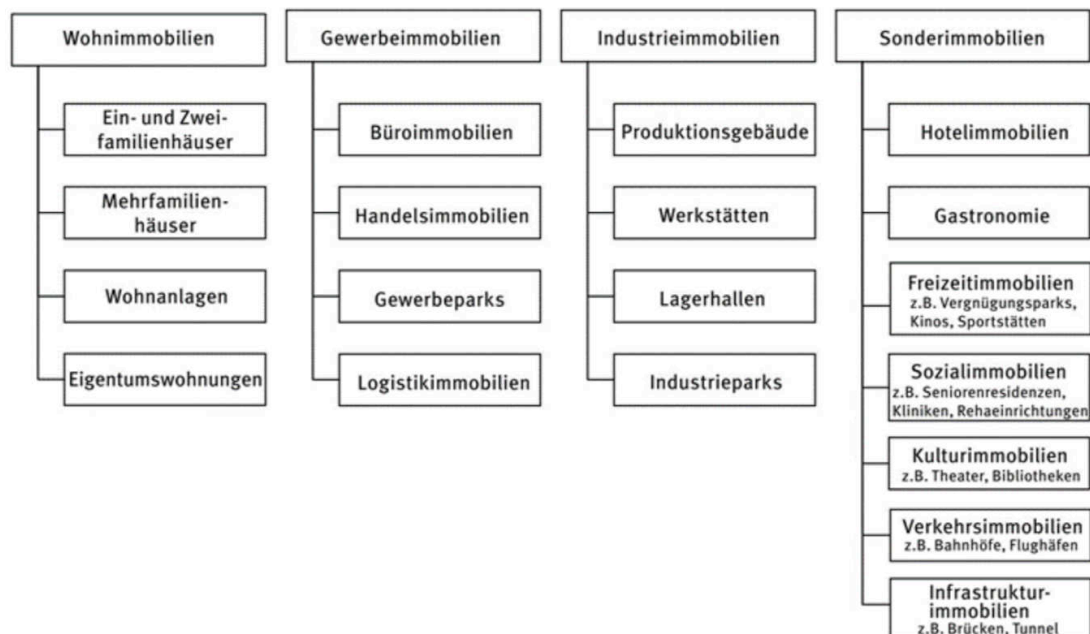 Wohnimmobilien
Ein- und Zwei-
familienhäuser
Mehrfamilien-
häuser
Wohnanlagen
Eigentumswohnungen
Gewerbeimmobilien
Büroimmobilien
Handelsimmobilien
Gewerbeparks
Logistikimmobilien
Industrieimmobilien
Produktionsgebäude
Werkstätten
Lagerhallen
Industrieparks
Sonderimmobilien
Hotelimmobilien
Gastronomie
Freizeitimmobilien
z.B. Vergnügungsparks,
Kinos, Sportstätten
Sozialimmobilien
z.B. Seniorenresidenzen,
Kliniken, Rehaeinrichtungen
Kulturimmobilien
z.B. Theater, Bibliotheken
Verkehrsimmobilien
z.B. Bahnhöfe, Flughäfen
Infrastruktur-
immobilien
z.B. Brücken, Tunnel